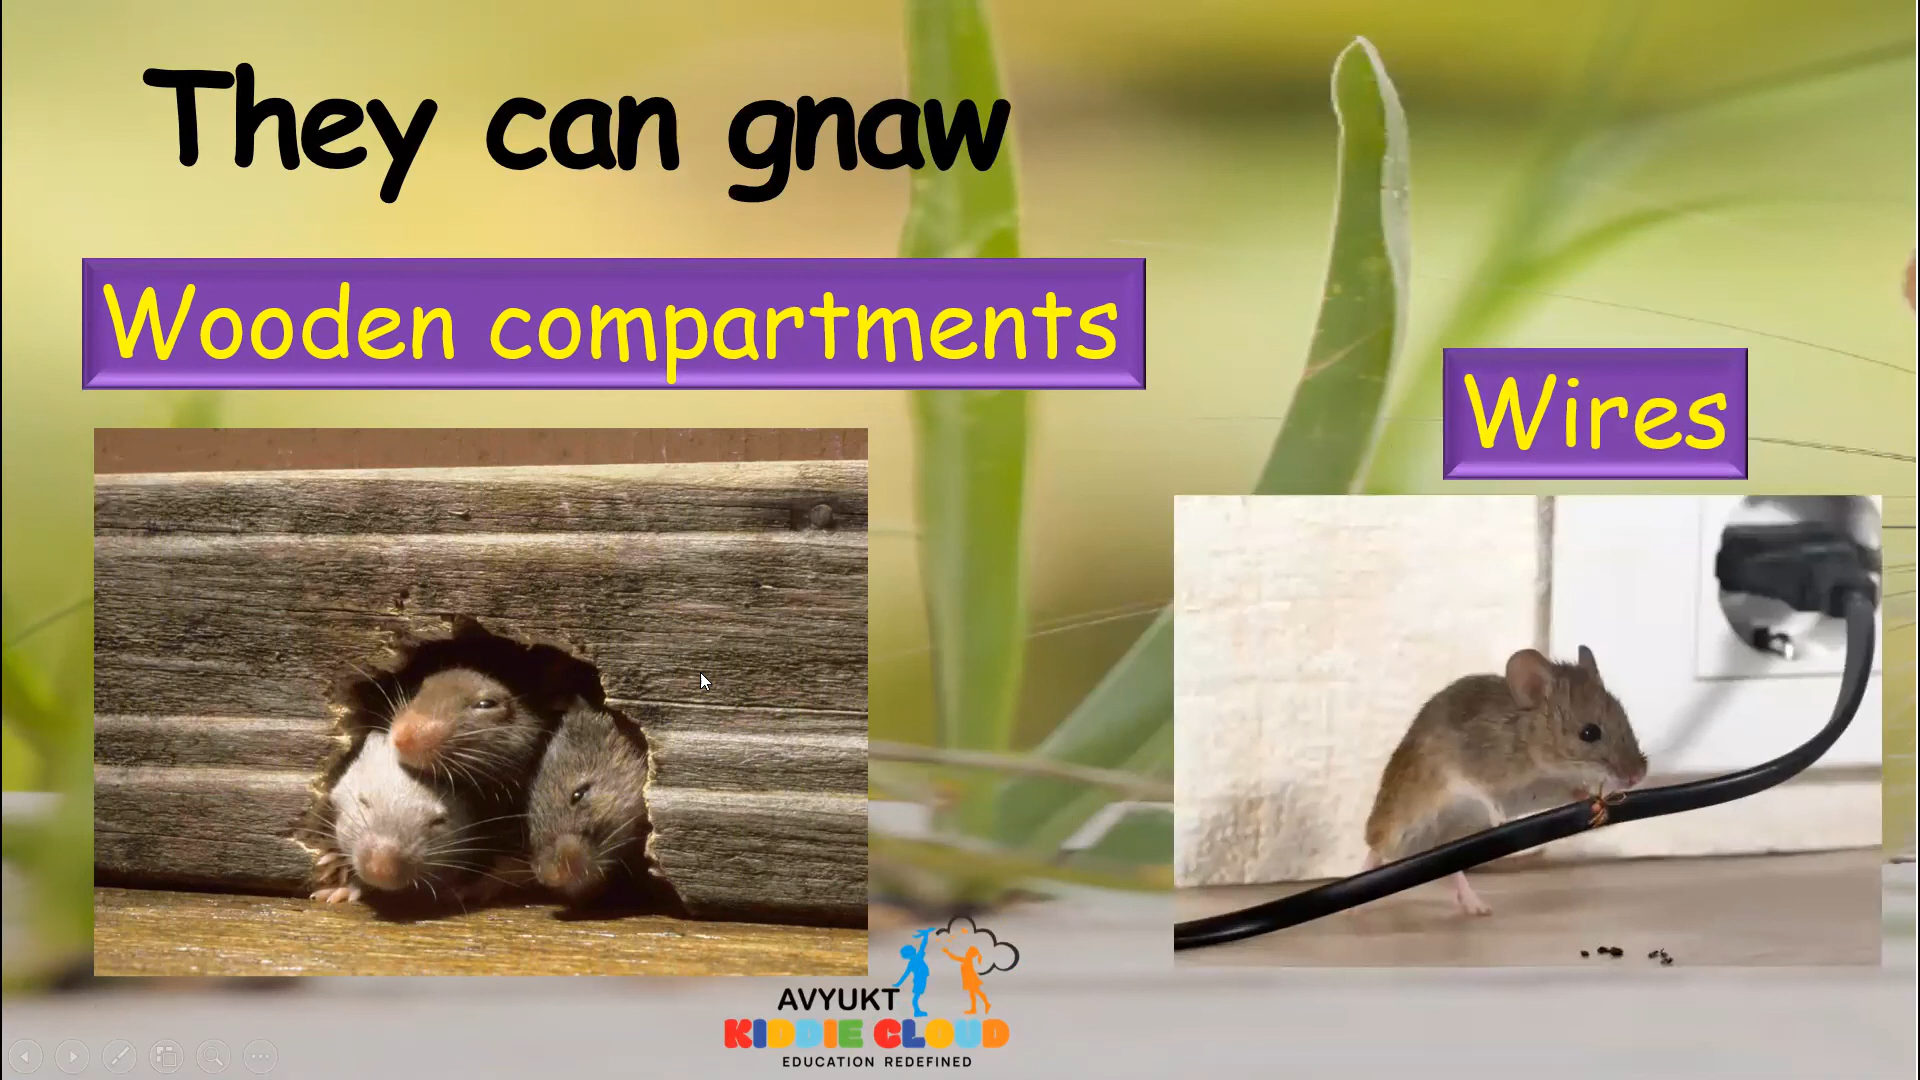 They can gnaw
Wooden compartments
Wires
AVYUKT
KIDDIE CLOUD
EDUCATION REDEFINED